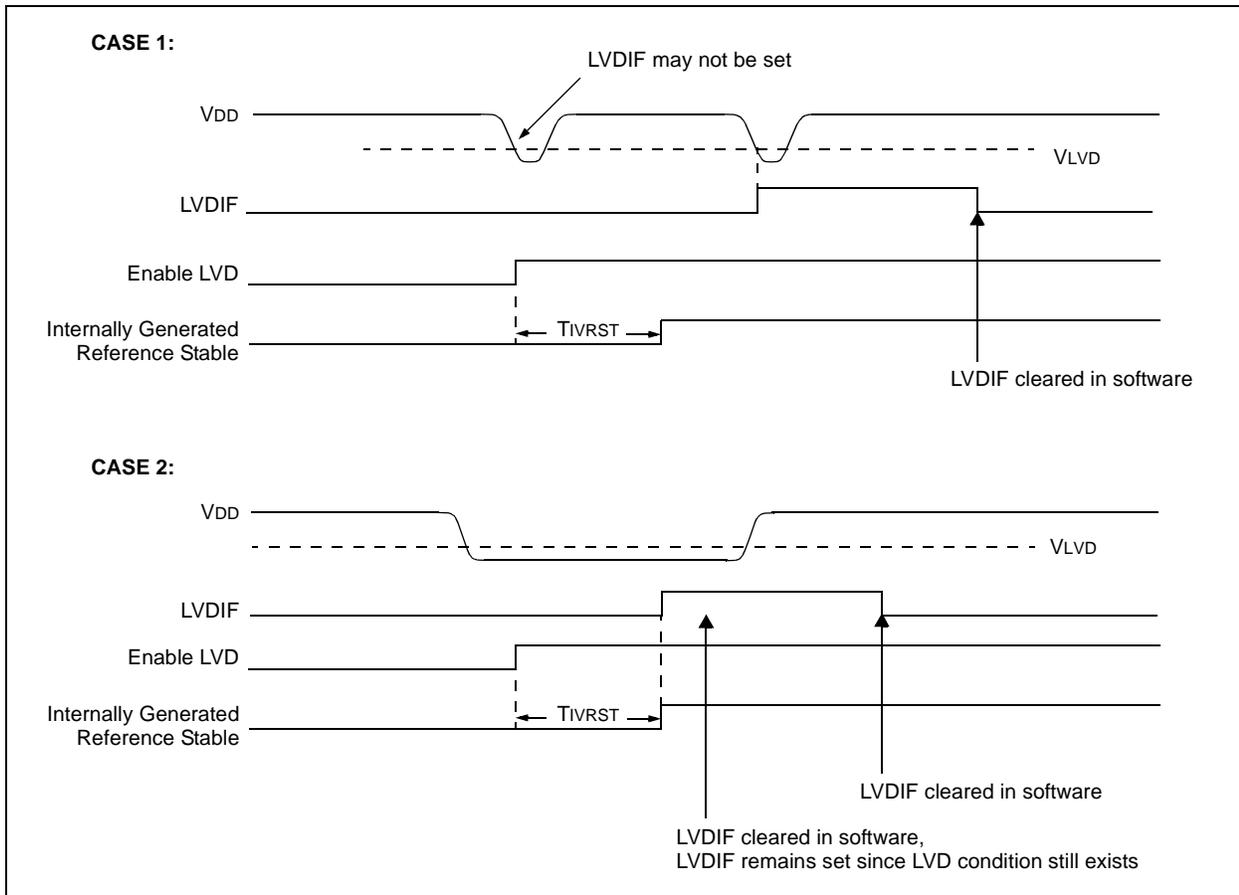 CASE 1:
LVDIF may not be set
VDD
VLVD
LVDIF
Enable LVD
TIVRST
Internally Generated
Reference Stable
LVDIF cleared in software
CASE 2:
VDD
VLVD
LVDIF
Enable LVD
TIVRST
Internally Generated
Reference Stable
LVDIF cleared in software
LVDIF cleared in software,
LVDIF remains set since LVD condition still exists